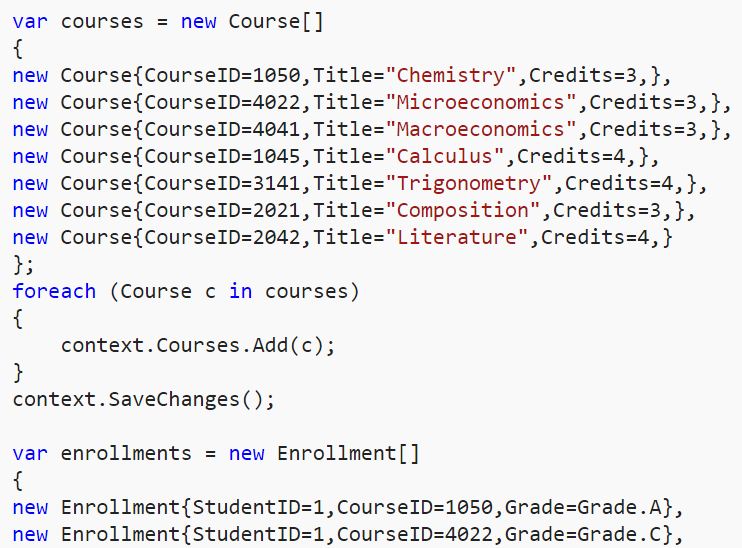 var courses = new Course[]
{
new Course{CourseID=1050,Title="Chemistry",Credits=3,},
new Course{CourseID=4022,Title="Microeconomics",Credits=3,},
new Course{CourseID=4041,Title="Macroeconomics",Credits=3,},
new Course{CourseID=1045,Title="Calculus",Credits=4,},
new Course{CourseID=3141,Title="Trigonometry",Credits=4,},
new Course{CourseID=2021,Title="Composition",Credits=3,},
new Course{CourseID=2042,Title="Literature",Credits=4,}
};
foreach (Course c in courses)
{
    context.Courses.Add(c);
}
context.SaveChanges();

var enrollments = new Enrollment[]
{
new Enrollment{StudentID=1,CourseID=1050,Grade=Grade.A},
new Enrollment{StudentID=1,CourseID=4022,Grade=Grade.C},